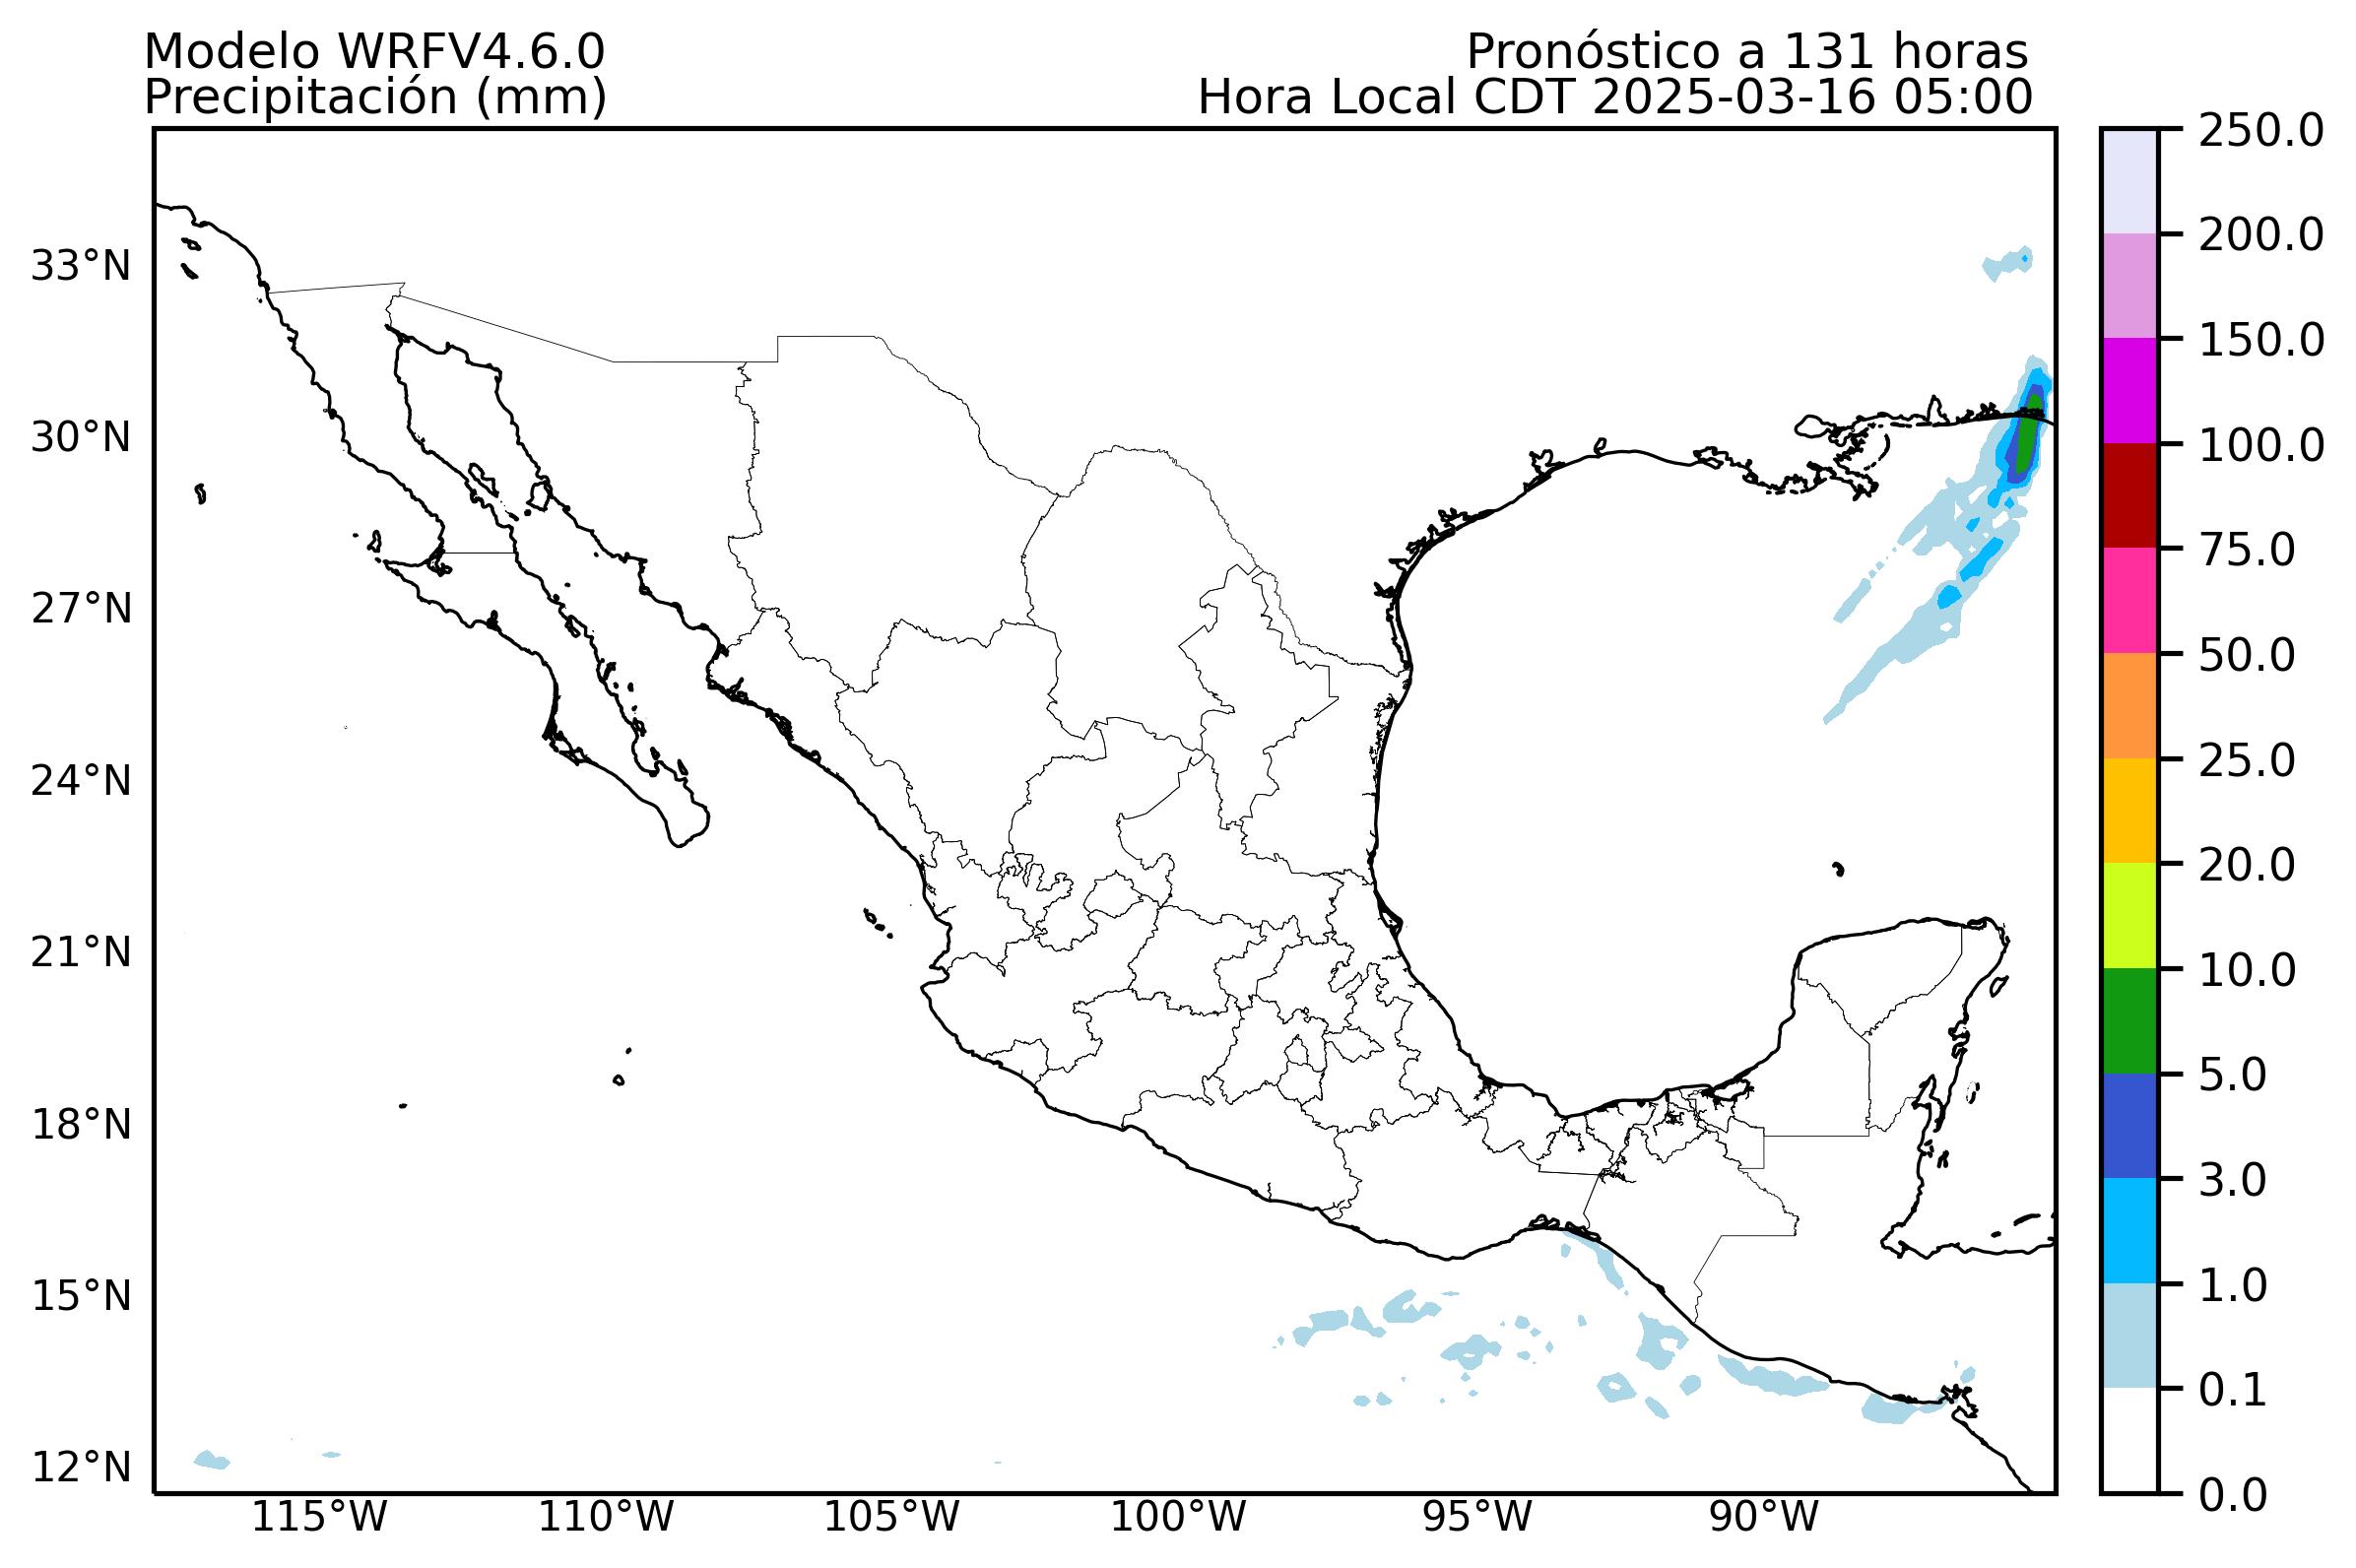 Modelo WRFV4.6.0
Precipitación (mm)
Pronóstico a 131 horas
Hora Local CDT 2025-03-16 05:00
33°N
30°N
27°N
24°N
21°N
18°N
15°N
12°N
115°W
110°W
105°W
100°W
95°W
90°W
250.0
200.0
150.0
100.0
75.0
50.0
25.0
20.0
10.0
5.0
3.0
1.0
0.1
0.0